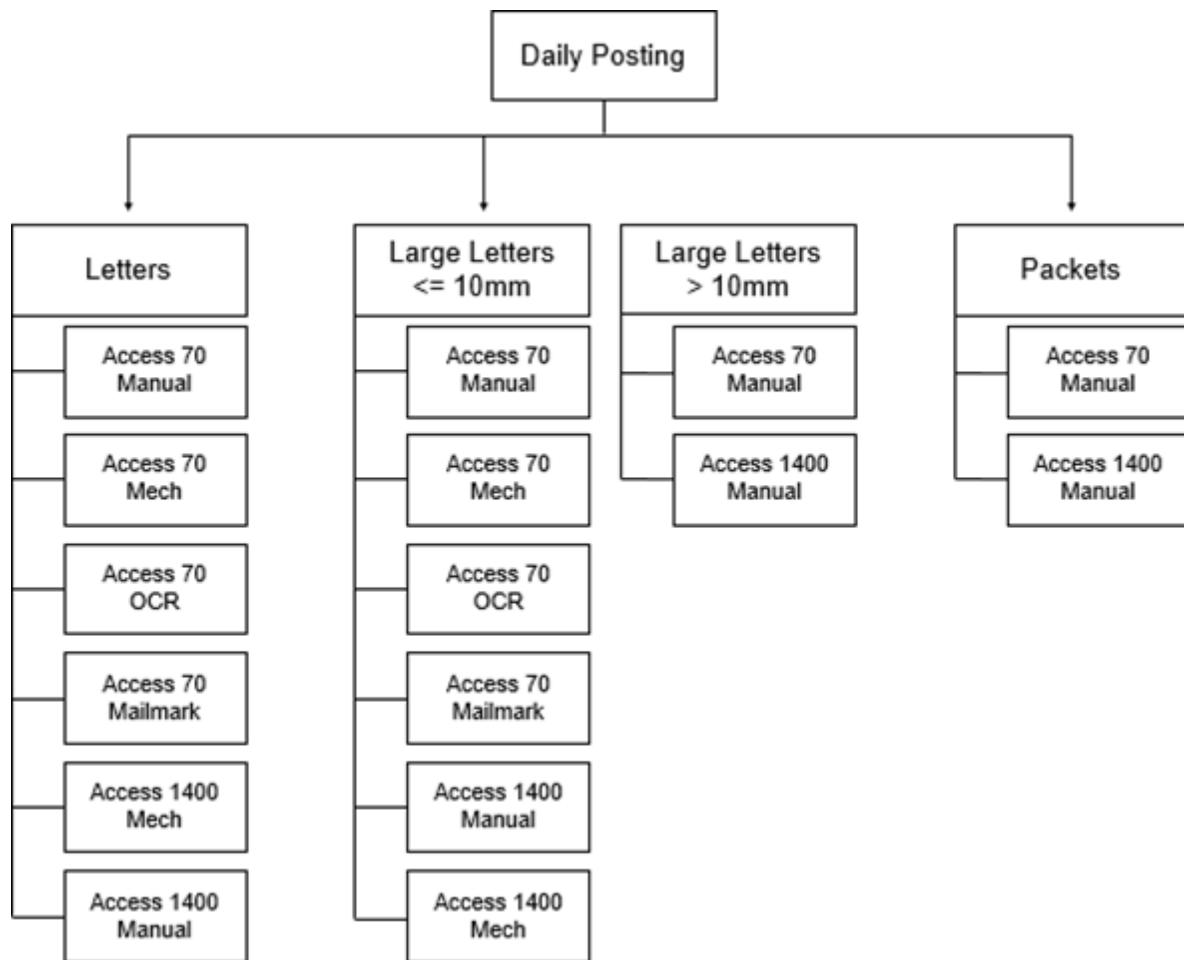 Daily Posting
Letters
Access 70
Manual
Access 70
Mech
Access 70
OCR
Access 70
Mailmark
Access 1400
Mech
Access 1400
Manual
Large Letters
<= 10mm
Access 70
Manual
Access 70
Mech
Access 70
OCR
Access 70
Mailmark
Access 1400
Manual
Access 1400
Mech
Large Letters
> 10mm
Access 70
Manual
Access 1400
Manual
Packets
Access 70
Manual
Access 1400
Manual